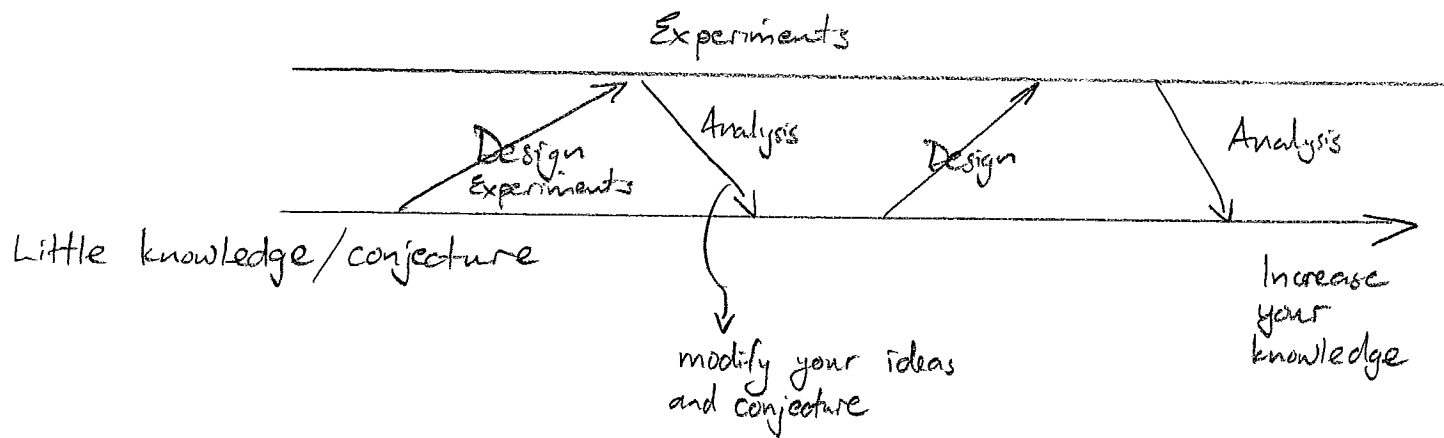 Experiments
Design
Experiments
Analysis
Design
Analysis
Little knowledge/conjecture
modify your ideas
and conjecture
Increase
your
knowledge